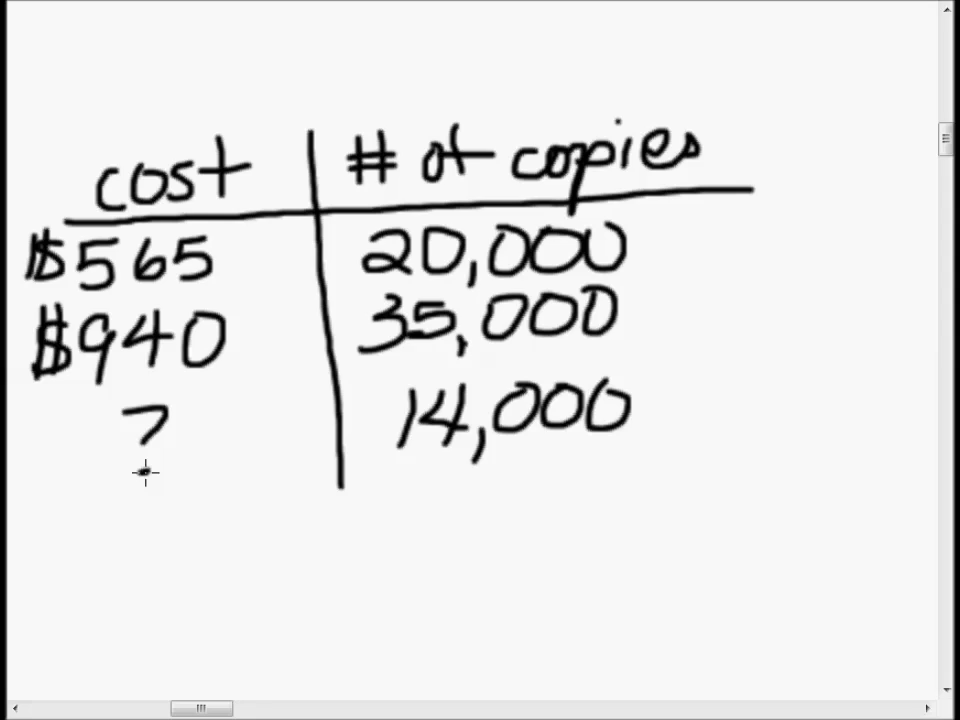 cost # of copies
$565 20,000
$940 35,000
? 14,000